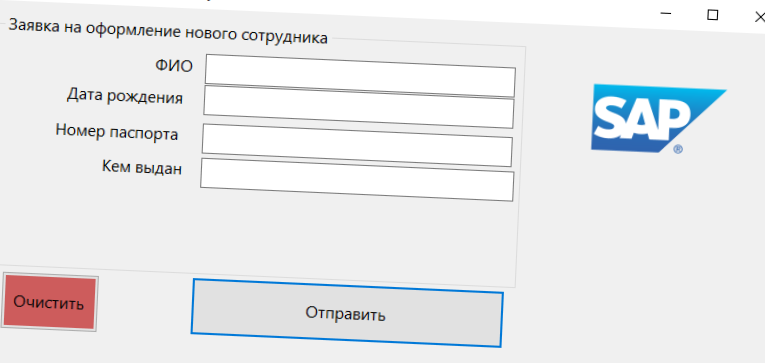 Заявка на оформление нового сотрудника
ФИО
Дата рождения
Номер паспорта
Кем выдан
SAP®
Очистить
Отправить